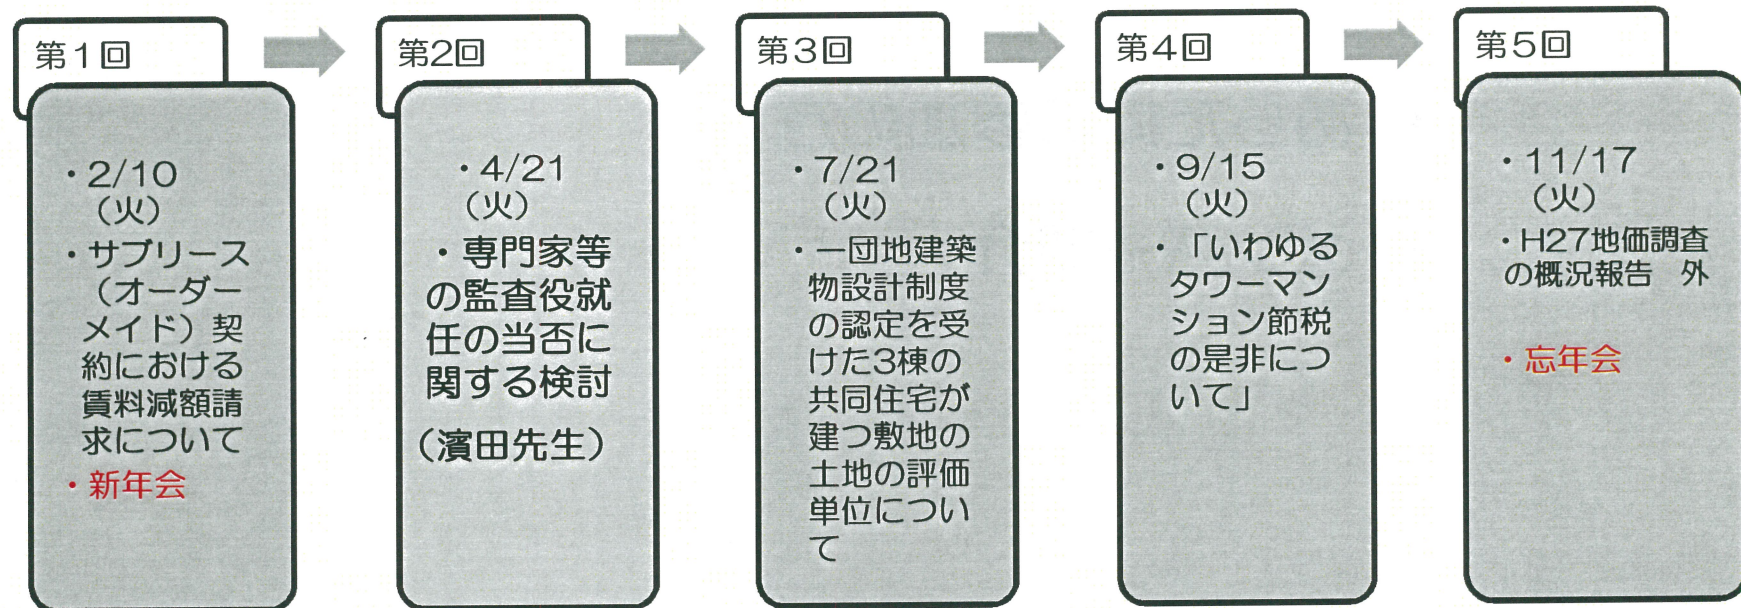 第1回
・2/10
（火）
・サブリース
（オーダー
メイド）契
約における
賃料減額請
求について
・新年会
第2回
・4/21
（火）
・専門家等
の監査役就
任の当否に
関する検討
（濱田先生）
第3回
・7/21
（火）
・一団地建築
物設計制度
の認定を受
けた3棟の
共同住宅が
建つ敷地の
土地の評価
単位につい
て
第4回
・9/15
（火）
・「いわゆる
タワーマン
ション節税
の是非につ
いて」
第5回
・11/17
（火）
・H27地価調査
の概況報告　外
・忘年会